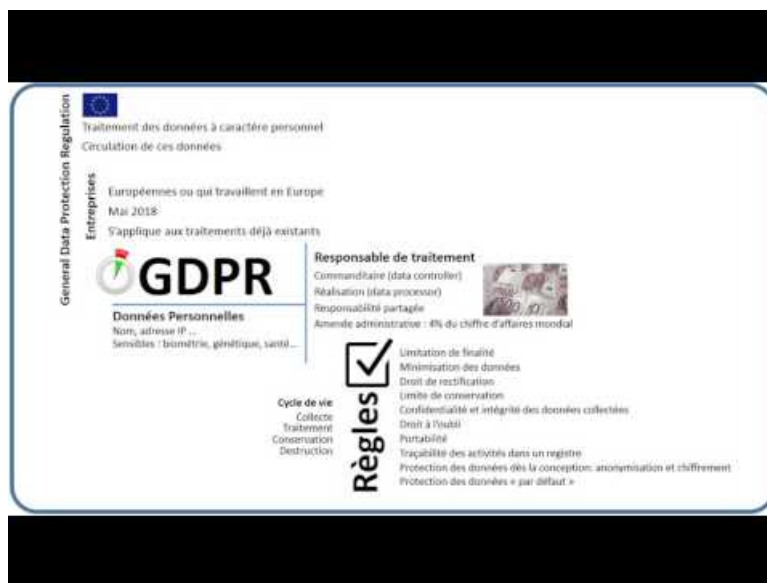 General Data Protection Regulation
Traitement des données à caractère personnel
Circulation de ces données
Entreprises
Européennes ou qui travaillent en Europe
Mai 2018
S'applique aux traitements déjà existants
GDPR
Données Personnelles
Nom, adresse IP ...
Sensibles : biométrie, génétique, santé...
Responsable de traitement
Commanditaire (data controller)
Réalisation (data processor)
Responsabilité partagée
Amende administrative : 4% du chiffre d'affaires mondial
Cycle de vie
Collecte
Traitement
Conservation
Destruction
Règles
Limitation de finalité
Minimisation des données
Droit de rectification
Limite de conservation
Confidentialité et intégrité des données collectées
Droit à l'oubli
Portabilité
Traçabilité des activités dans un registre
Protection des données dès la conception: anonymisation et chiffrement
Protection des données « par défaut »